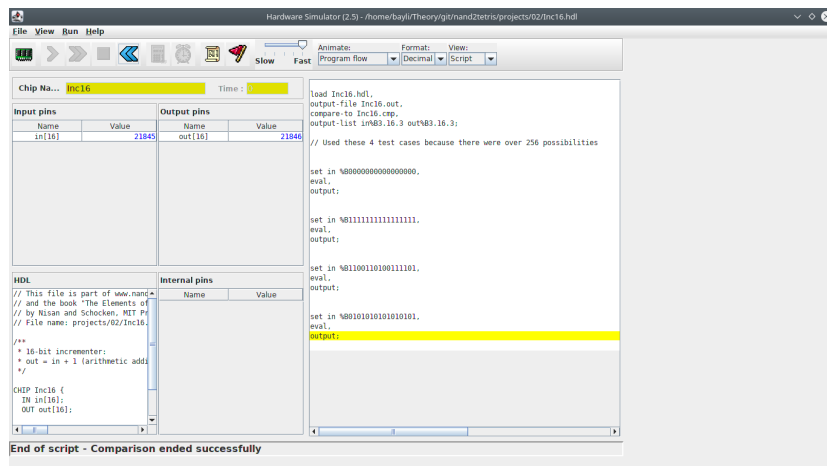 Hardware Simulator (2.5) - /home/bayli/Theory/git/nand2tetris/projects/02/Inc16.hdl
File View Run Help
Slow Fast
Animate: Format: View:
Program flow Decimal Script
Chip Na... Inc16 Time :
Input pins
Name Value
in[16] 21845
Output pins
Name Value
out[16] 21846
HDL
// This file is part of www.nand
// and the book "The Elements of
// by Nisan and Schocken, MIT Pr
// File name: projects/02/Inc16.
/**
* 16-bit incrementer:
* out = in + 1 (arithmetic addi
*/
CHIP Inc16 {
IN in[16];
OUT out[16];
Internal pins
Name Value
load Inc16.hdl,
output-file Inc16.out,
compare-to Inc16.cmp,
output-list in%B3.16.3 out%B3.16.3;
// Used these 4 test cases because there were over 256 possibilities
set in %B0000000000000000,
eval,
output;
set in %B1111111111111111,
eval,
output;
set in %B1100110100111101,
eval,
output;
set in %B0101010101010101,
eval,
output;
End of script - Comparison ended successfully